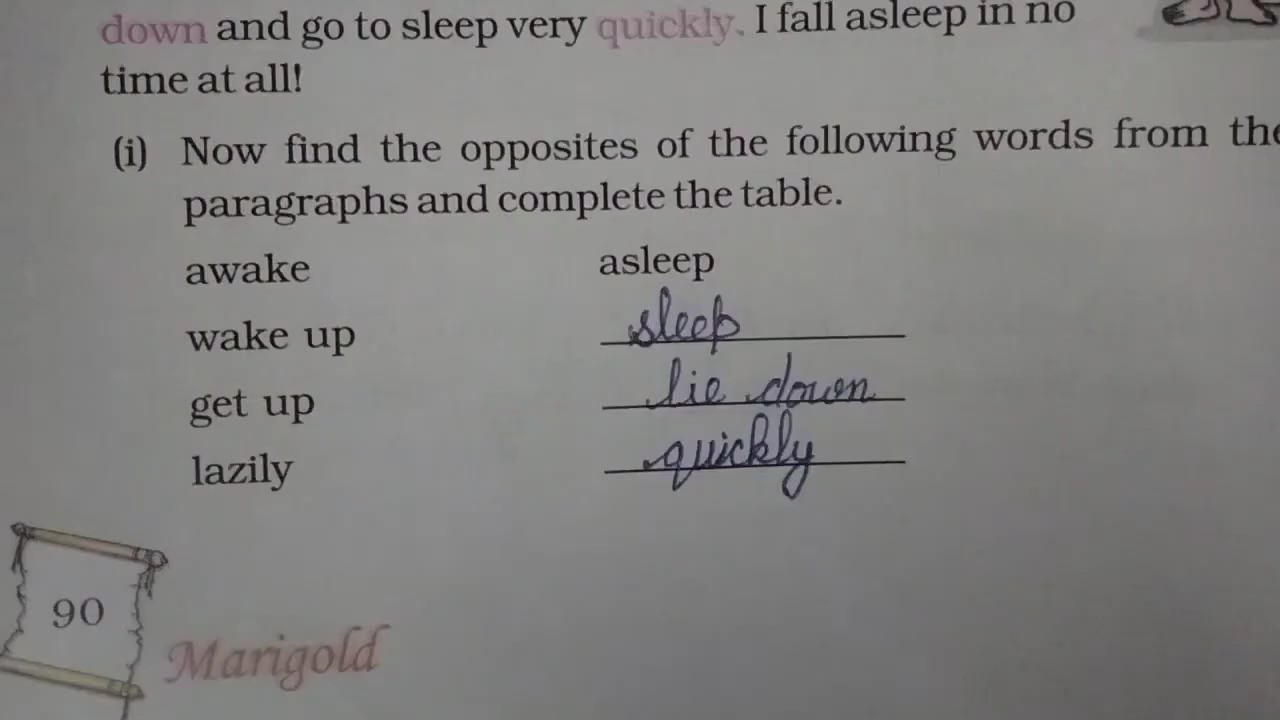 down and go to sleep very quickly. I fall asleep in no
time at all!
(i) Now find the opposites of the following words from the
paragraphs and complete the table.
awake asleep
wake up sleep
get up lie down
lazily quickly
90
Marigold